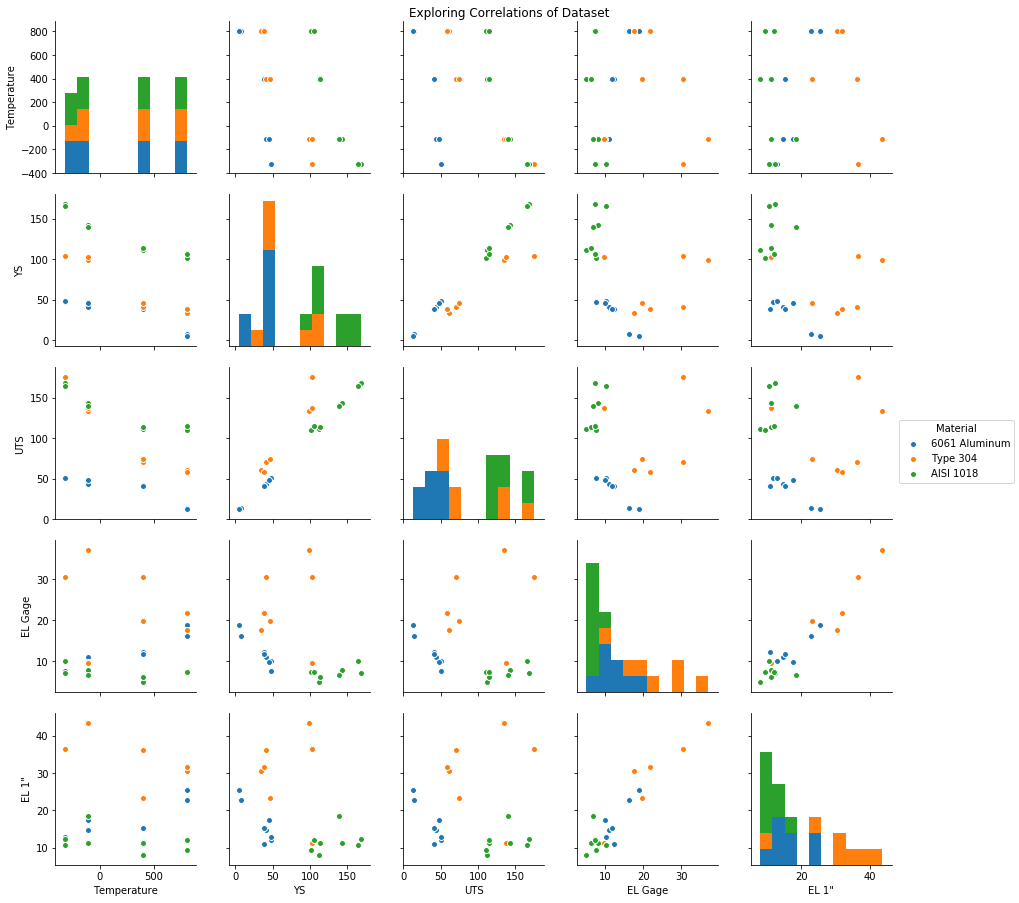 Exploring Correlations of Dataset
800
600
400
200
0
−200
−400
Temperature
150
100
50
0
YS
150
100
50
0
UTS
Material
6061 Aluminum
Type 304
AISI 1018
30
20
10
EL Gage
40
30
20
10
EL 1"
0 500
0 50 100 150
0 50 100 150
10 20 30
20 40
Temperature
YS
UTS
EL Gage
EL 1"